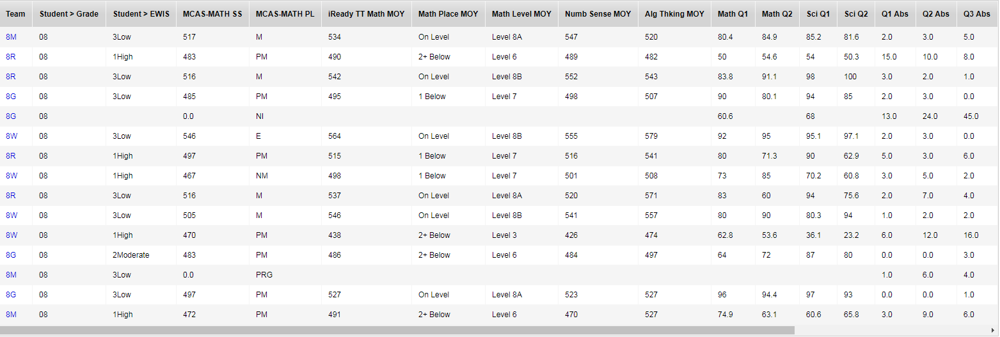 Team Student > Grade Student > EWIS MCAS-MATH SS MCAS-MATH PL iReady TT Math MOY Math Place MOY Math Level MOY Numb Sense MOY Alg Thking MOY Math Q1 Math Q2 Sci Q1 Sci Q2 Q1 Abs Q2 Abs Q3 Abs
8M 08 3Low 517 M 534 On Level Level 8A 547 520 80.4 84.9 85.2 81.6 2.0 3.0 5.0
8R 08 1High 483 PM 490 2+ Below Level 6 489 482 50 54.6 54 50.3 15.0 10.0 8.0
8R 08 3Low 516 M 542 On Level Level 8B 552 543 83.8 91.1 98 100 3.0 2.0 1.0
8G 08 3Low 485 PM 495 1 Below Level 7 498 507 90 80.1 94 85 2.0 3.0 0.0
8G 08 0.0 NI 60.6 68 13.0 24.0 45.0
8W 08 3Low 546 E 564 On Level Level 8B 555 579 92 95 95.1 97.1 2.0 3.0 0.0
8R 08 1High 497 PM 515 1 Below Level 7 516 541 80 71.3 90 62.9 5.0 3.0 6.0
8W 08 1High 467 NM 498 1 Below Level 7 501 508 73 85 70.2 60.8 3.0 5.0 2.0
8R 08 3Low 516 M 537 On Level Level 8A 520 571 83 60 94 75.6 2.0 7.0 4.0
8W 08 3Low 505 M 546 On Level Level 8B 541 557 80 90 80.3 94 1.0 2.0 2.0
8W 08 1High 470 PM 438 2+ Below Level 3 426 474 62.8 53.6 36.1 23.2 6.0 12.0 16.0
8G 08 2Moderate 483 PM 486 2+ Below Level 6 484 497 64 72 87 80 0.0 0.0 3.0
8M 08 3Low 0.0 PRG 1.0 6.0 4.0
8G 08 3Low 497 PM 527 On Level Level 8A 523 527 96 94.4 97 93 0.0 0.0 1.0
8M 08 1High 472 PM 491 2+ Below Level 6 470 527 74.9 63.1 60.6 65.8 3.0 9.0 6.0